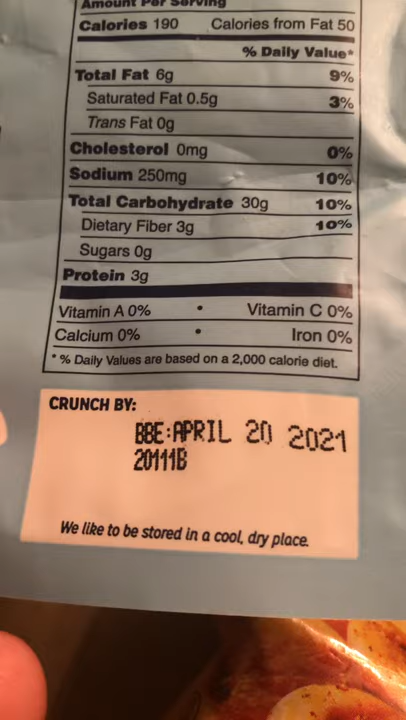 Amount Per Serving
Calories 190 Calories from Fat 50
% Daily Value*
Total Fat 6g 9%
Saturated Fat 0.5g 3%
Trans Fat 0g
Cholesterol 0mg 0%
Sodium 250mg 10%
Total Carbohydrate 30g 10%
Dietary Fiber 3g 10%
Sugars 0g
Protein 3g
Vitamin A 0% • Vitamin C 0%
Calcium 0% • Iron 0%
* % Daily Values are based on a 2,000 calorie diet.
CRUNCH BY:
BBE:APRIL 20 2021
20111B
We like to be stored in a cool, dry place.